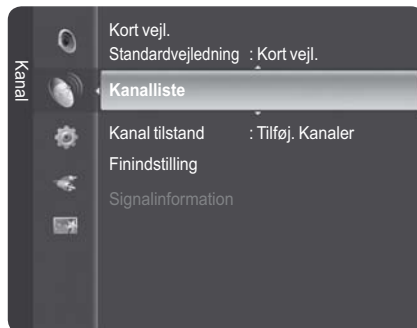 Kanal
Kort vejl.
Standardvejledning : Kort vejl.
Kanalliste
Kanal tilstand : Tilføj. Kanaler
Finindstilling
Signalinformation